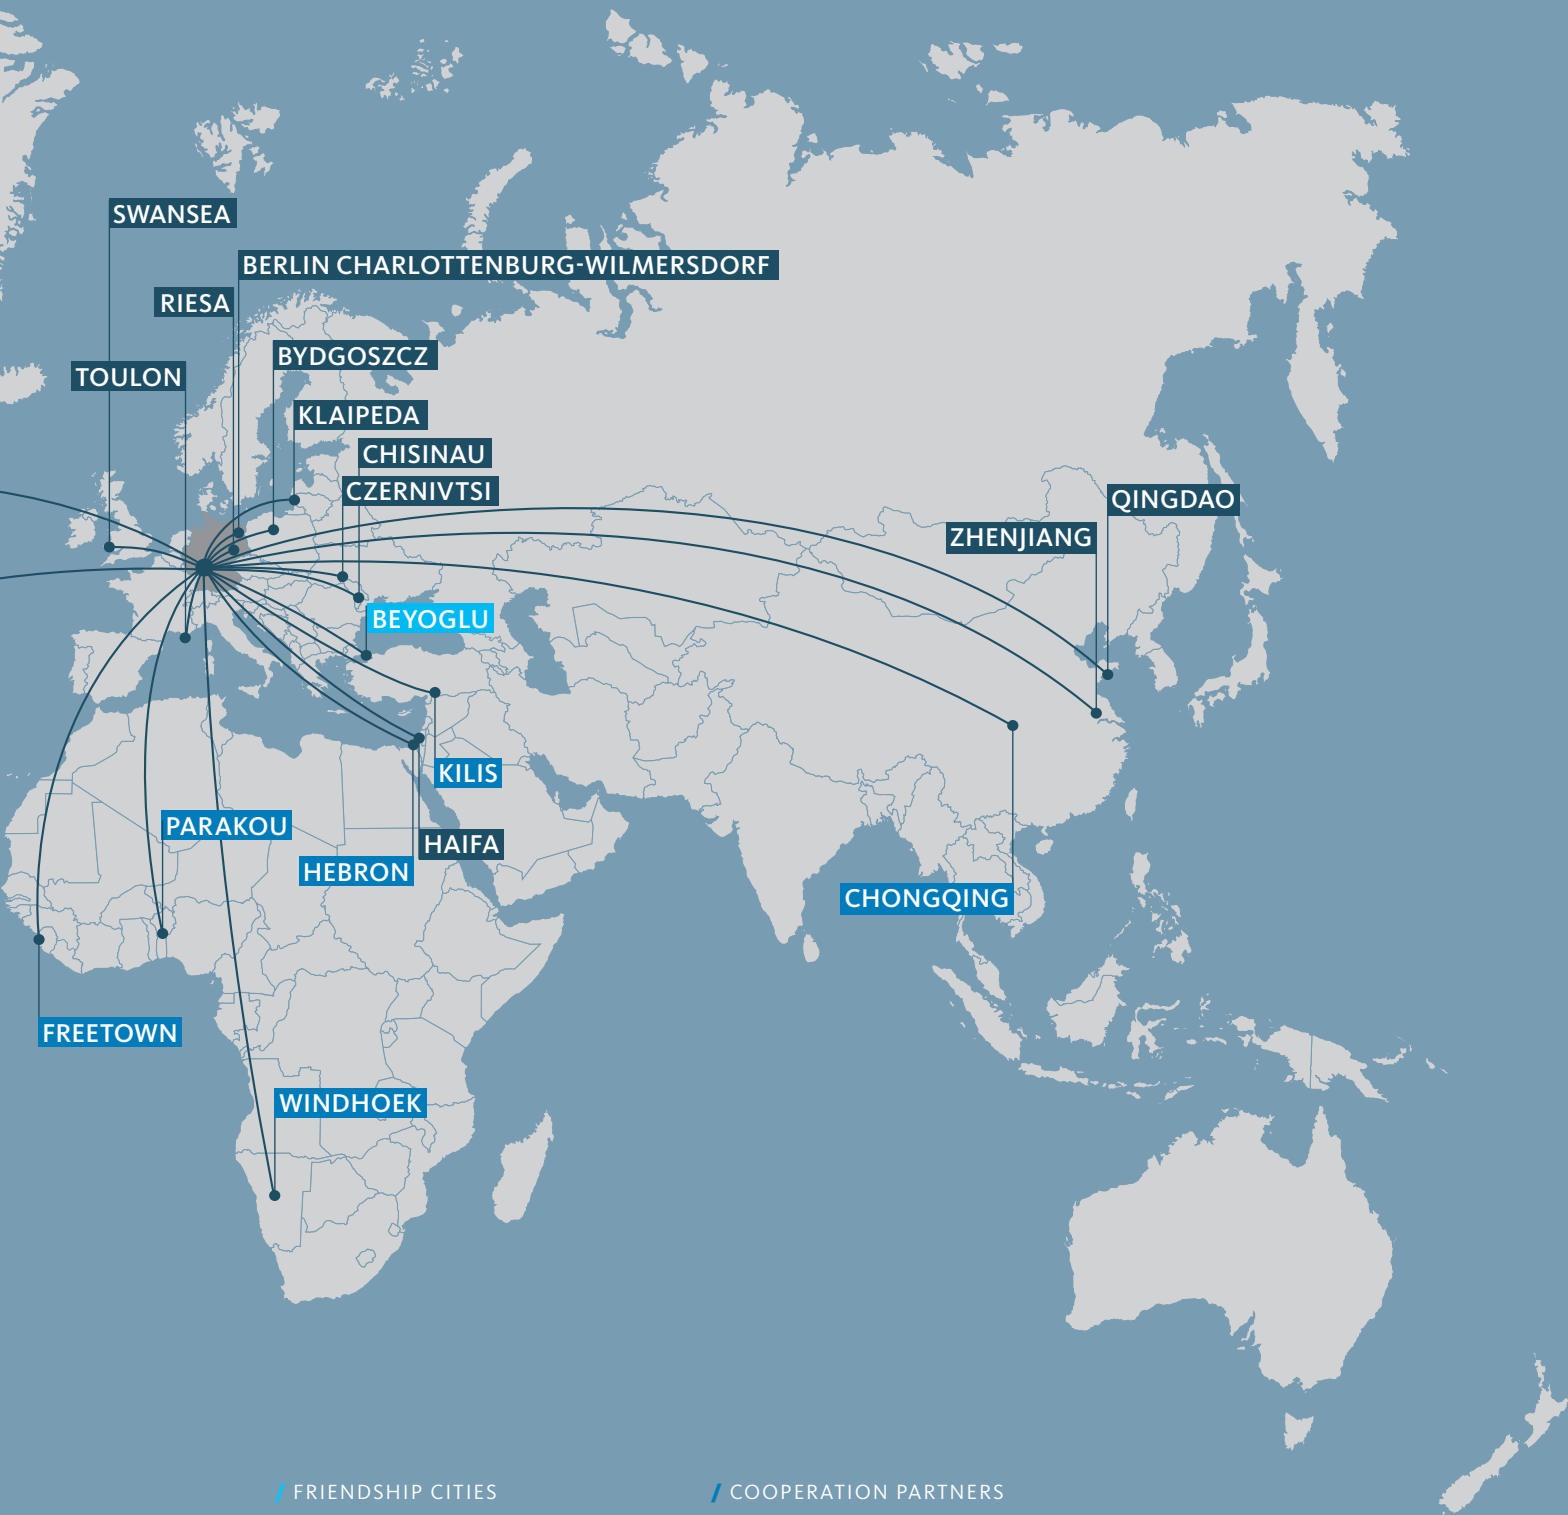 SWANSEA
BERLIN CHARLOTTENBURG-WILMERSDORF
RIESA
BYDGOSZCZ
TOULON
KLAIPEDA
CHISINAU
CZERNIVTSI
QINGDAO
ZHENJIANG
BEYOGLU
KILIS
PARAKOU
HAIFA
HEBRON
CHONGQING
FREETOWN
WINDHOEK
/ FRIENDSHIP CITIES
/ COOPERATION PARTNERS